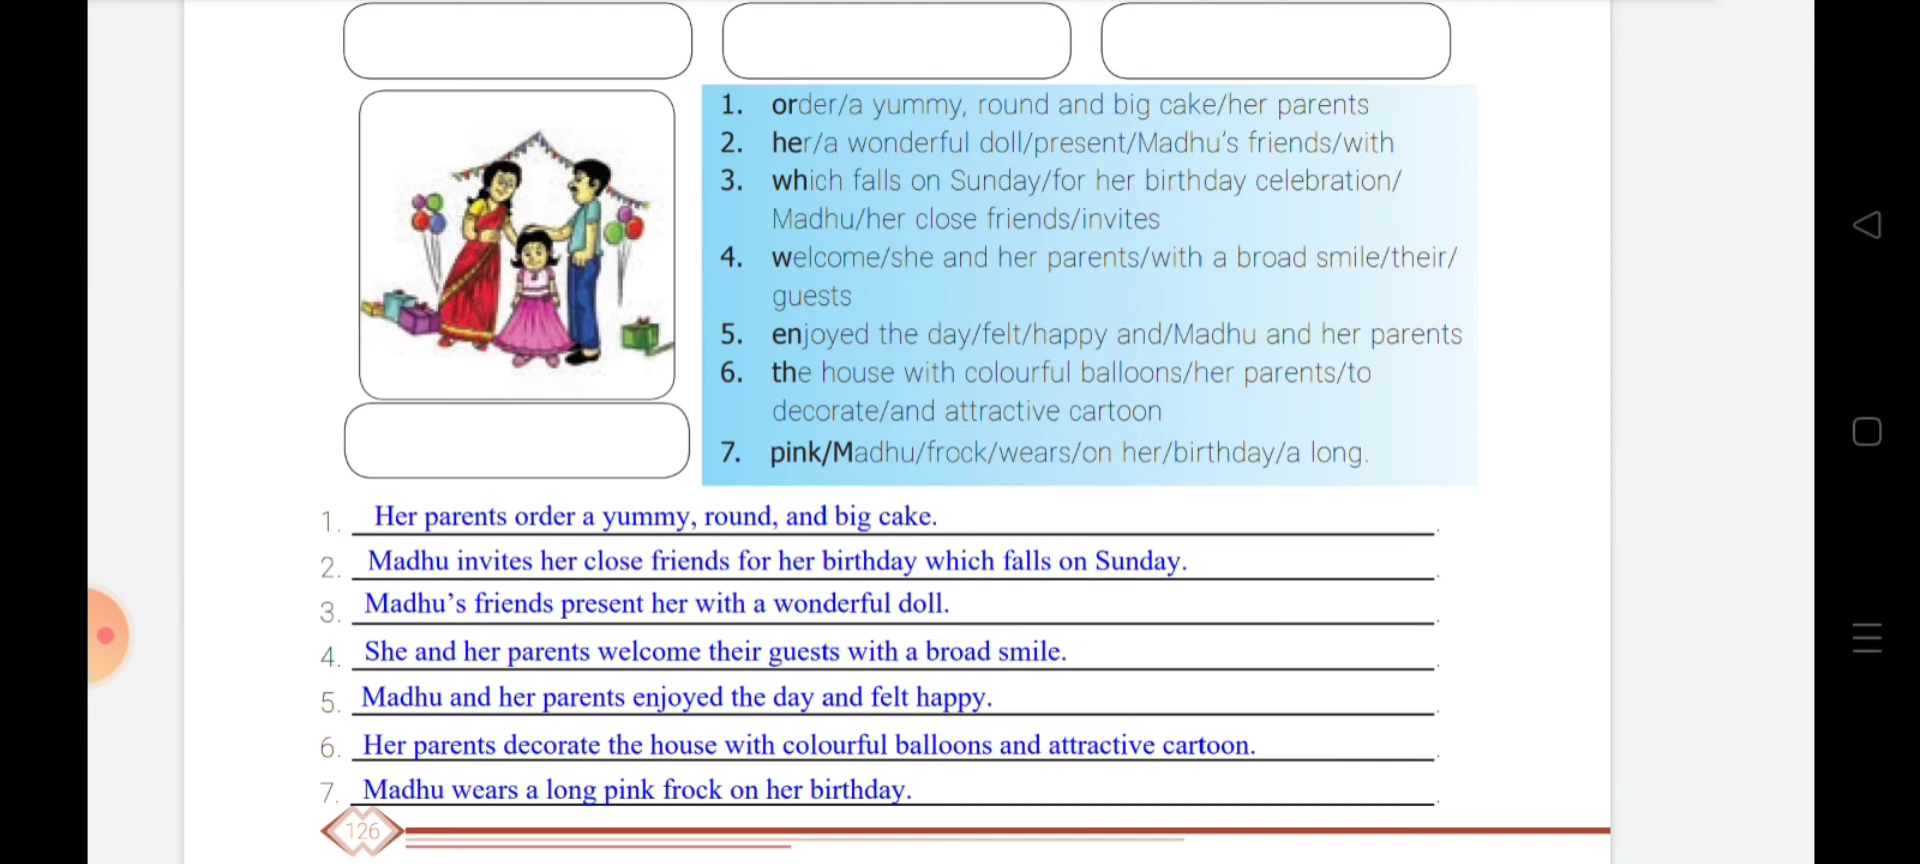 1. order/a yummy, round and big cake/her parents
2. her/a wonderful doll/present/Madhu's friends/with
3. which falls on Sunday/for her birthday celebration/
Madhu/her close friends/invites
4. welcome/she and her parents/with a broad smile/their/
guests
5. enjoyed the day/felt/happy and/Madhu and her parents
6. the house with colourful balloons/her parents/to
decorate/and attractive cartoon
7. pink/Madhu/frock/wears/on her/birthday/a long.
1. Her parents order a yummy, round, and big cake. .
2. Madhu invites her close friends for her birthday which falls on Sunday. .
3. Madhu’s friends present her with a wonderful doll. .
4. She and her parents welcome their guests with a broad smile. .
5. Madhu and her parents enjoyed the day and felt happy. .
6. Her parents decorate the house with colourful balloons and attractive cartoon. .
7. Madhu wears a long pink frock on her birthday. .
126